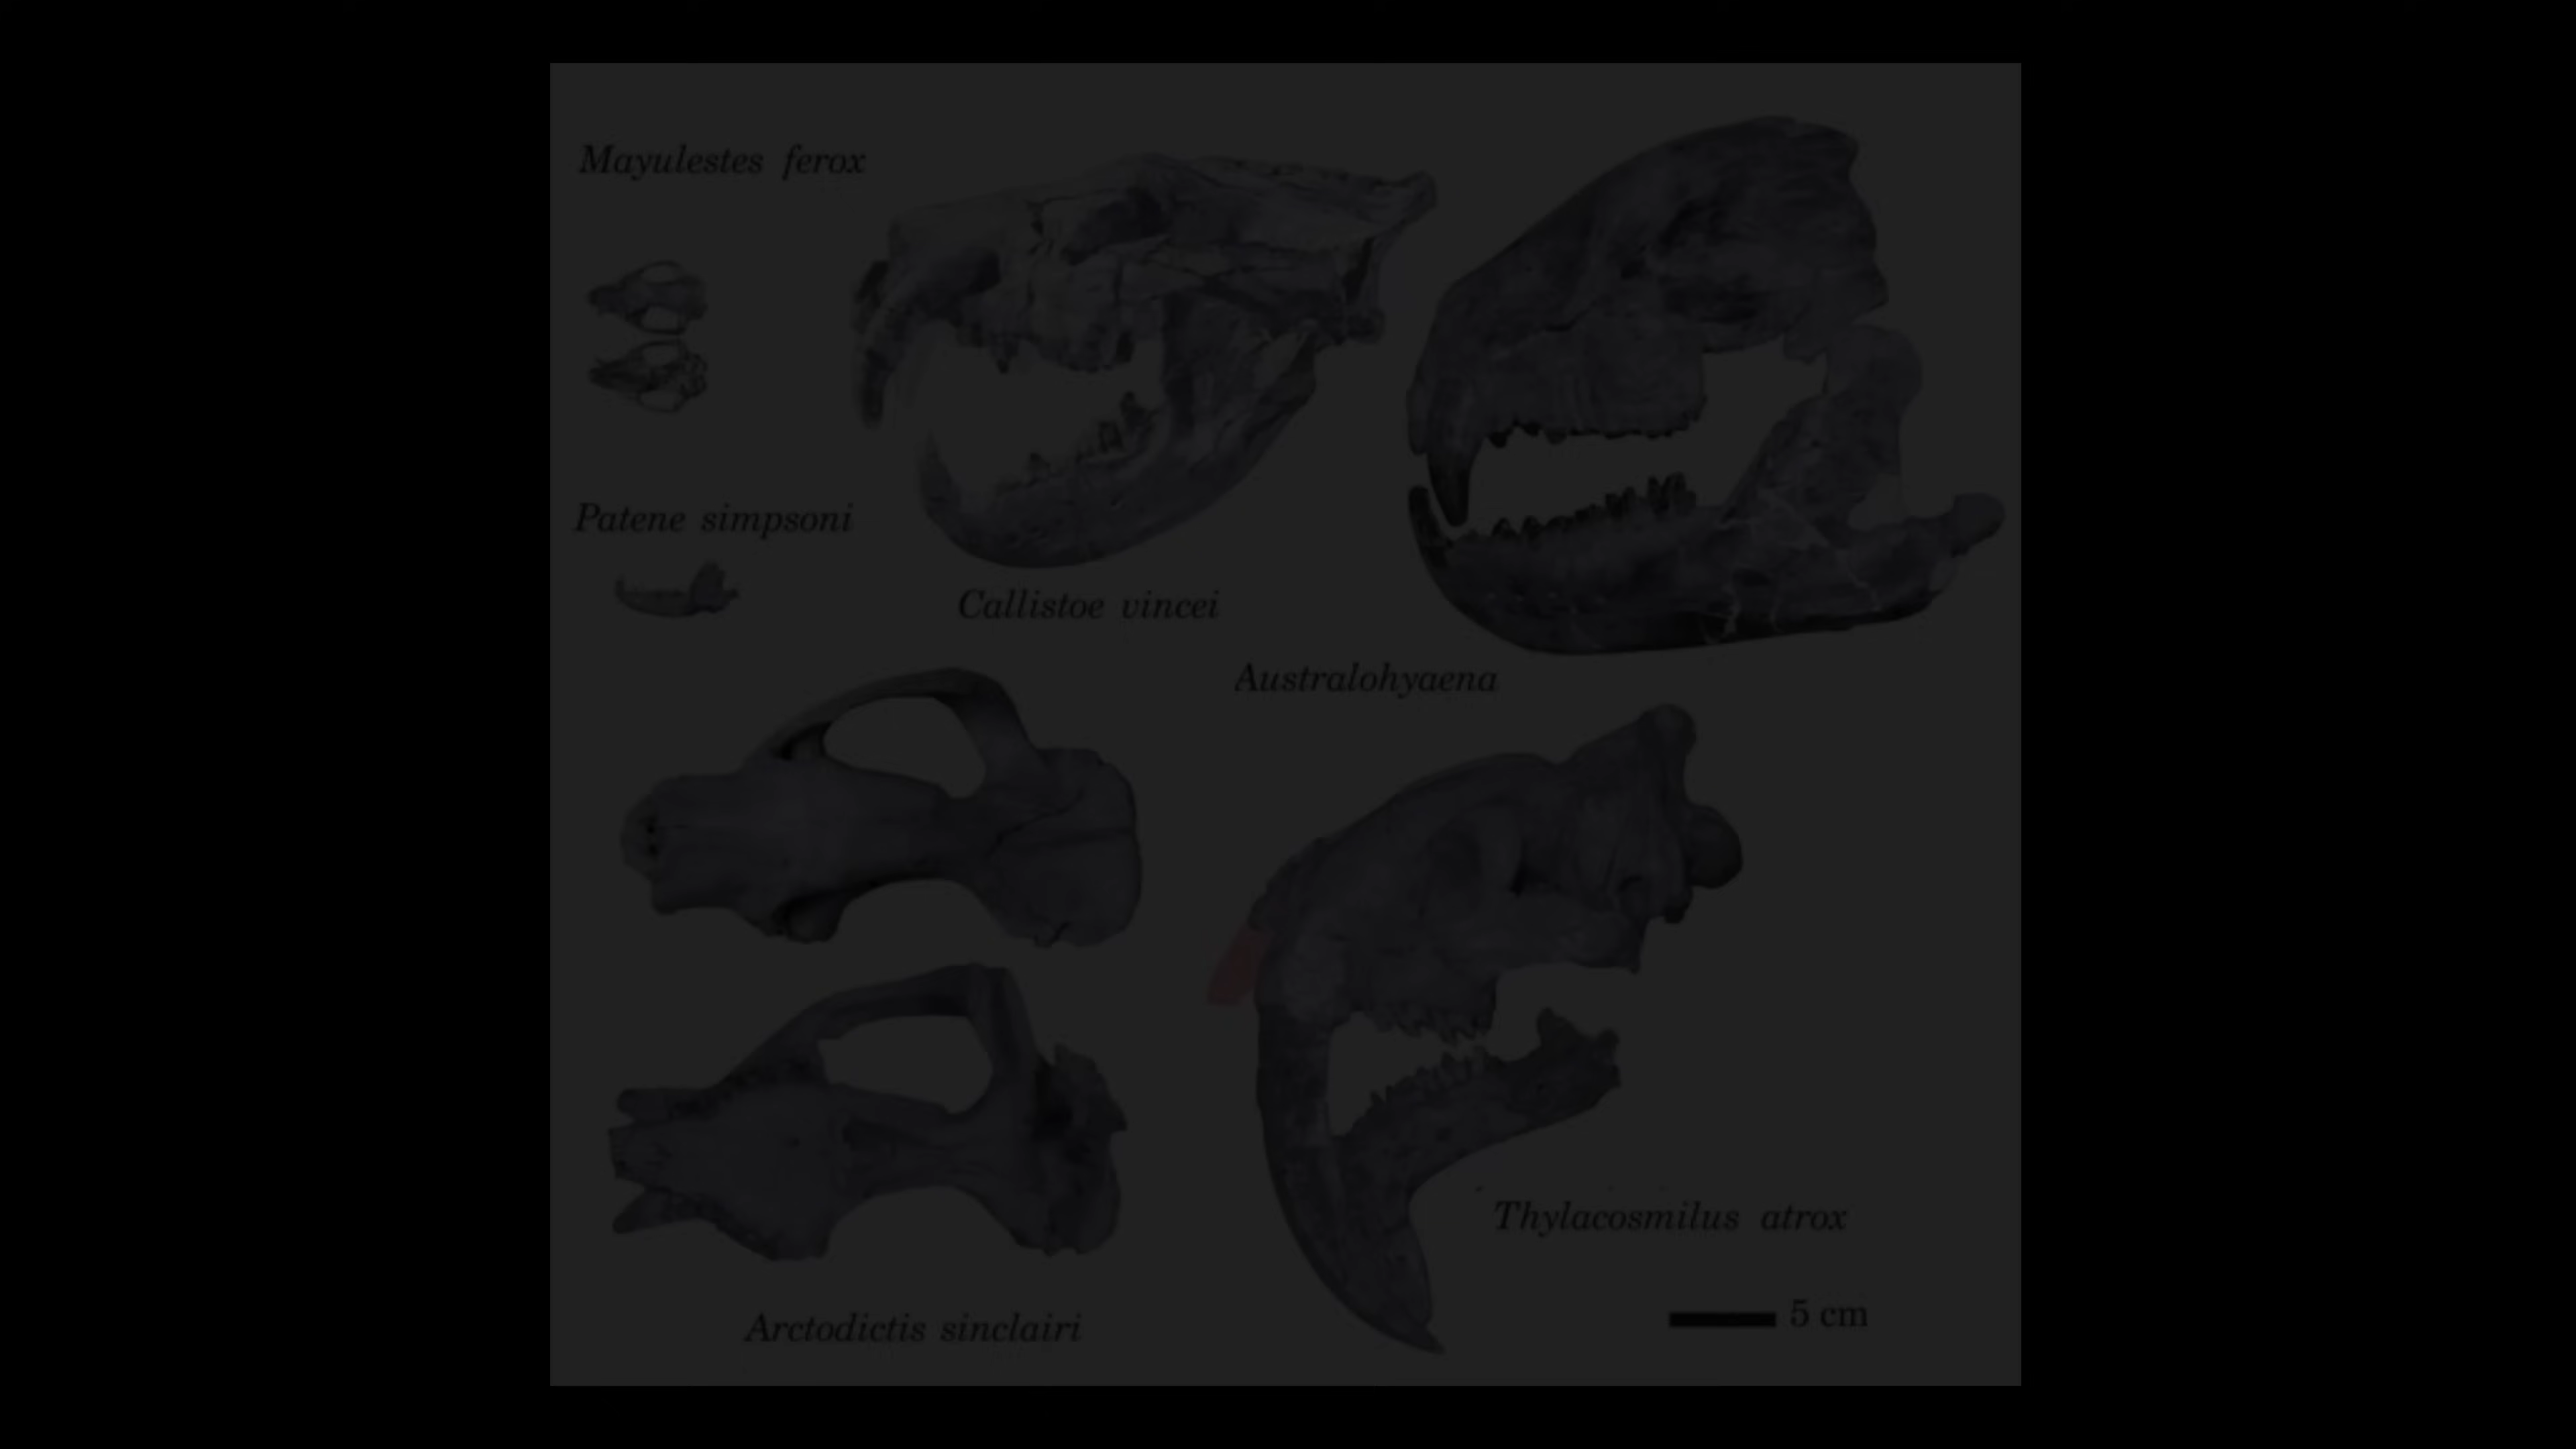 Mayulestes ferox
Patene simpsoni
Callistoe vincei
Australohyaena
Thylacosmilus atrox
5 cm
Arctodictis sinclairi